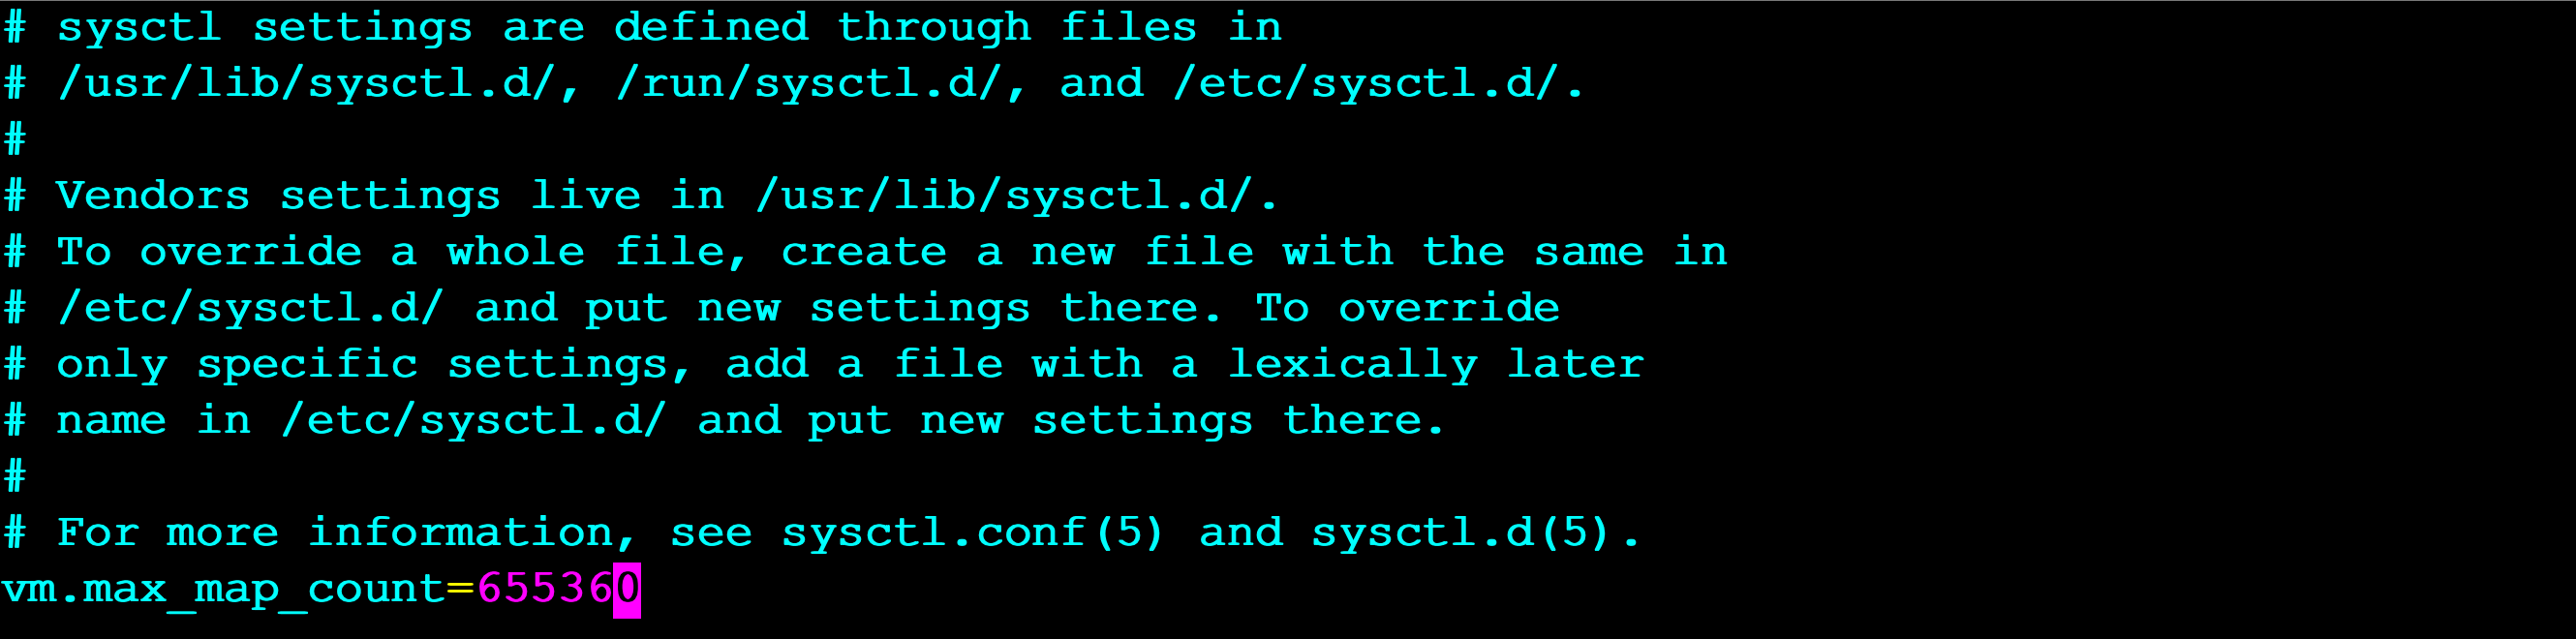 # sysctl settings are defined through files in
# /usr/lib/sysctl.d/, /run/sysctl.d/, and /etc/sysctl.d/.
#
# Vendors settings live in /usr/lib/sysctl.d/.
# To override a whole file, create a new file with the same in
# /etc/sysctl.d/ and put new settings there. To override
# only specific settings, add a file with a lexically later
# name in /etc/sysctl.d/ and put new settings there.
#
# For more information, see sysctl.conf(5) and sysctl.d(5).
vm.max_map_count=655360